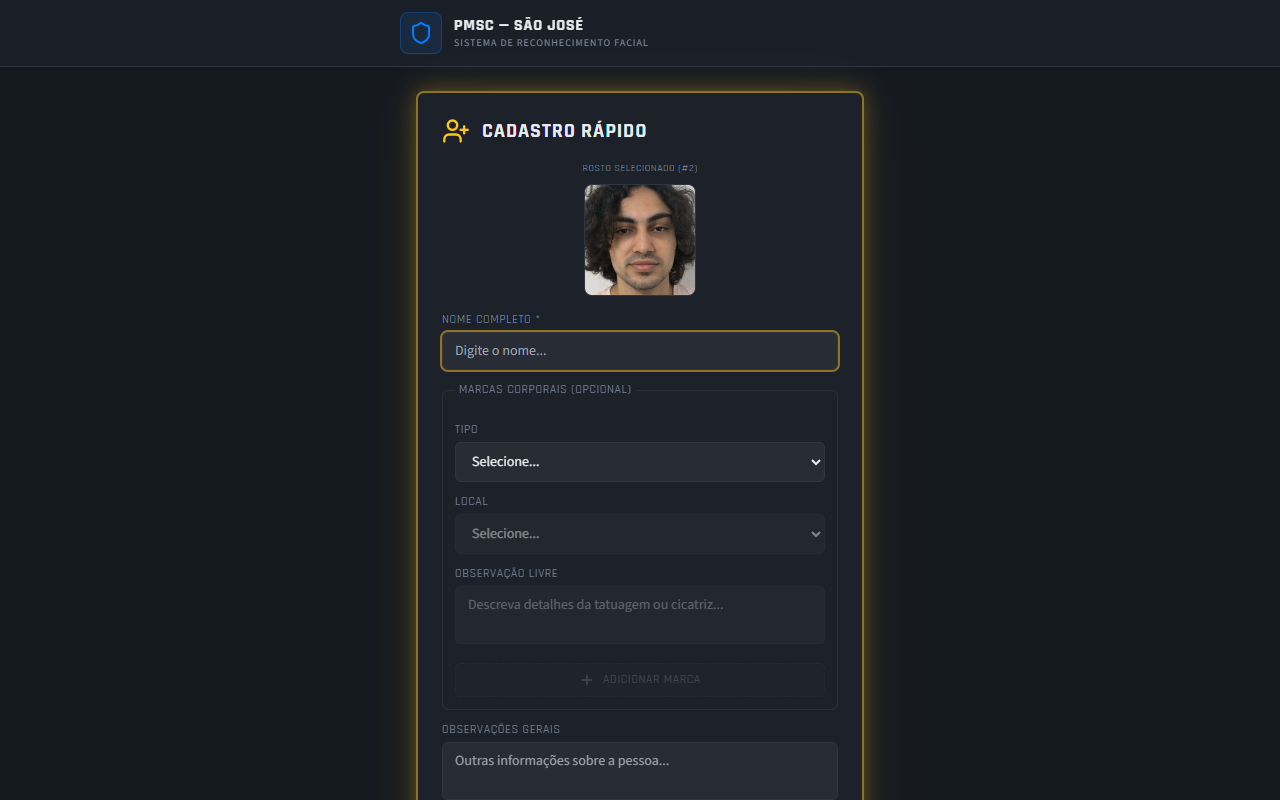 PMSC — SÃO JOSÉ
SISTEMA DE RECONHECIMENTO FACIAL
CADASTRO RÁPIDO
ROSTO SELECIONADO (#2)
NOME COMPLETO *
Digite o nome...
MARCAS CORPORAIS (OPCIONAL)
TIPO
Selecione...
LOCAL
Selecione...
OBSERVAÇÃO LIVRE
Descreva detalhes da tatuagem ou cicatriz...
ADICIONAR MARCA
OBSERVAÇÕES GERAIS
Outras informações sobre a pessoa...